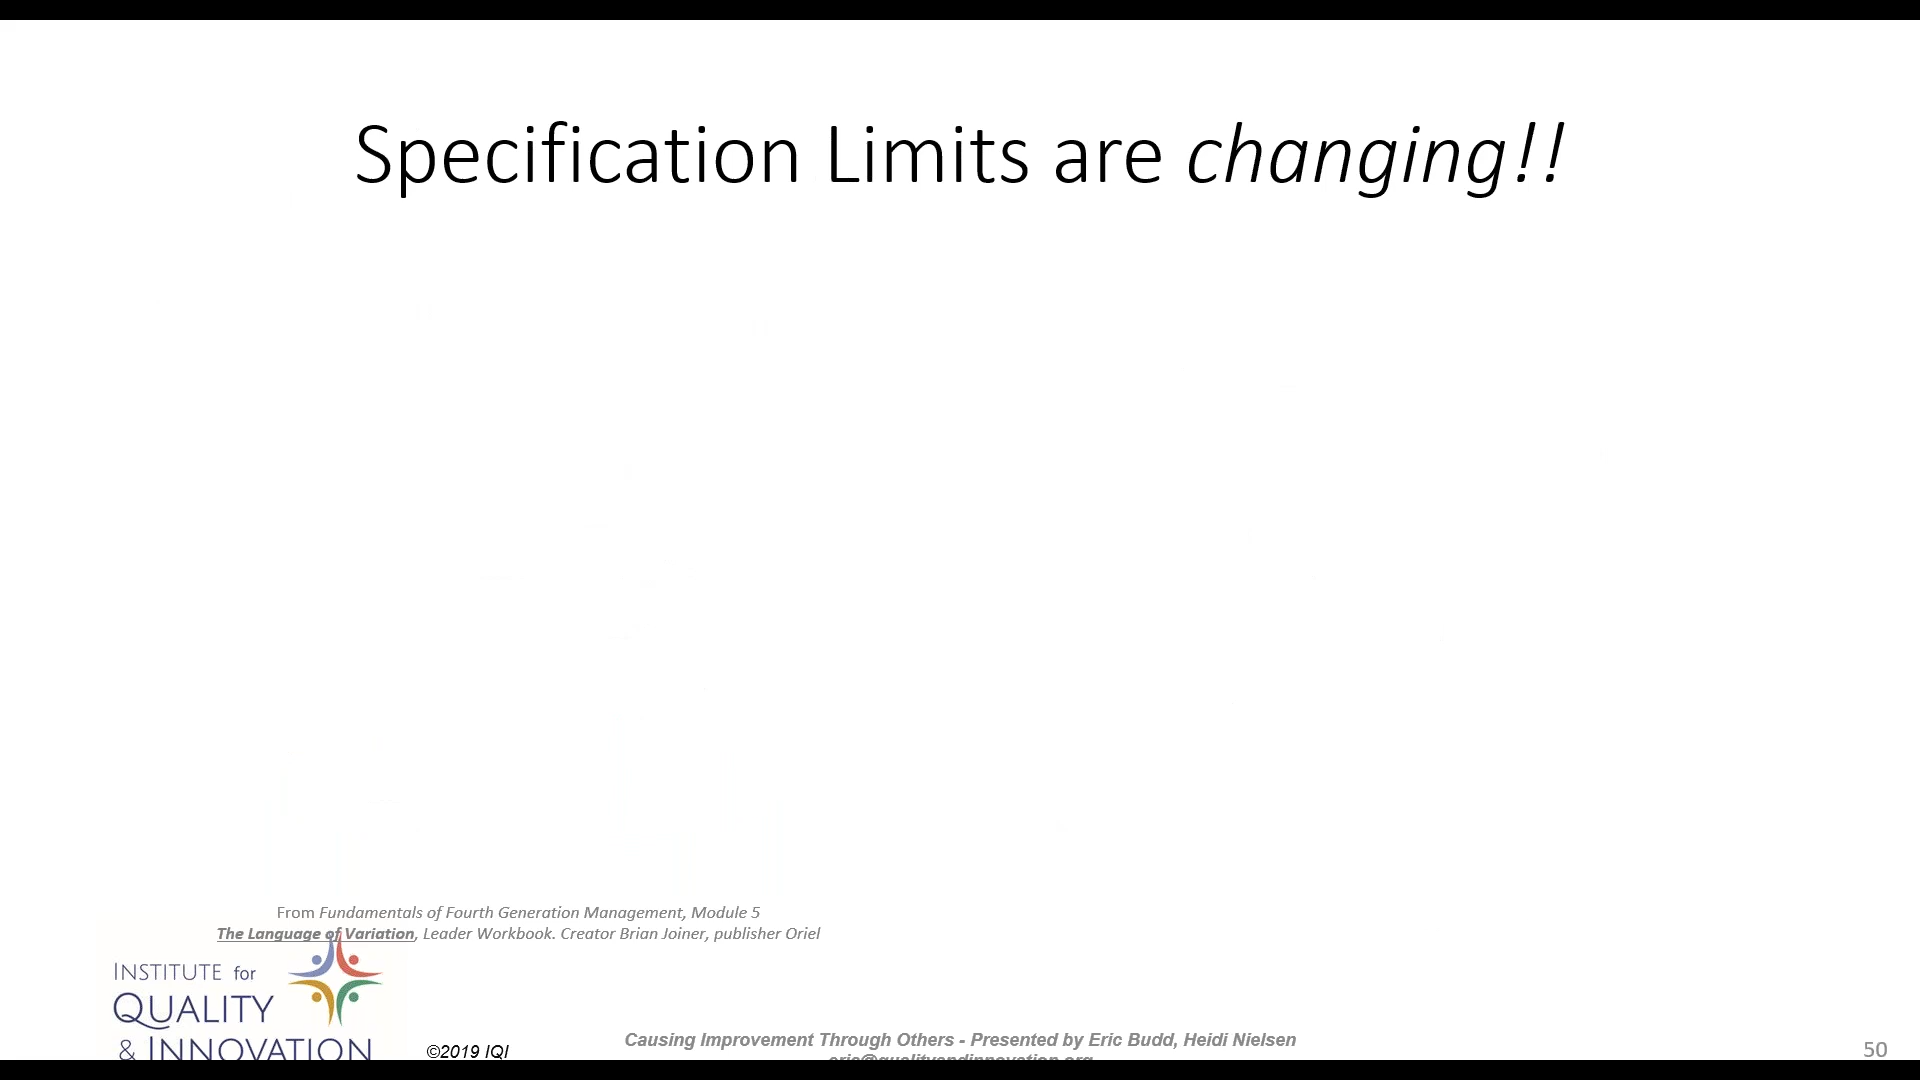 Specification Limits are changing!!
From Fundamentals of Fourth Generation Management, Module 5
The Language of Variation, Leader Workbook. Creator Brian Joiner, publisher Oriel
INSTITUTE for
QUALITY
& INNOVATION
©2019 IQI
Causing Improvement Through Others - Presented by Eric Budd, Heidi Nielsen
eric@qualityandinnovation.org
50